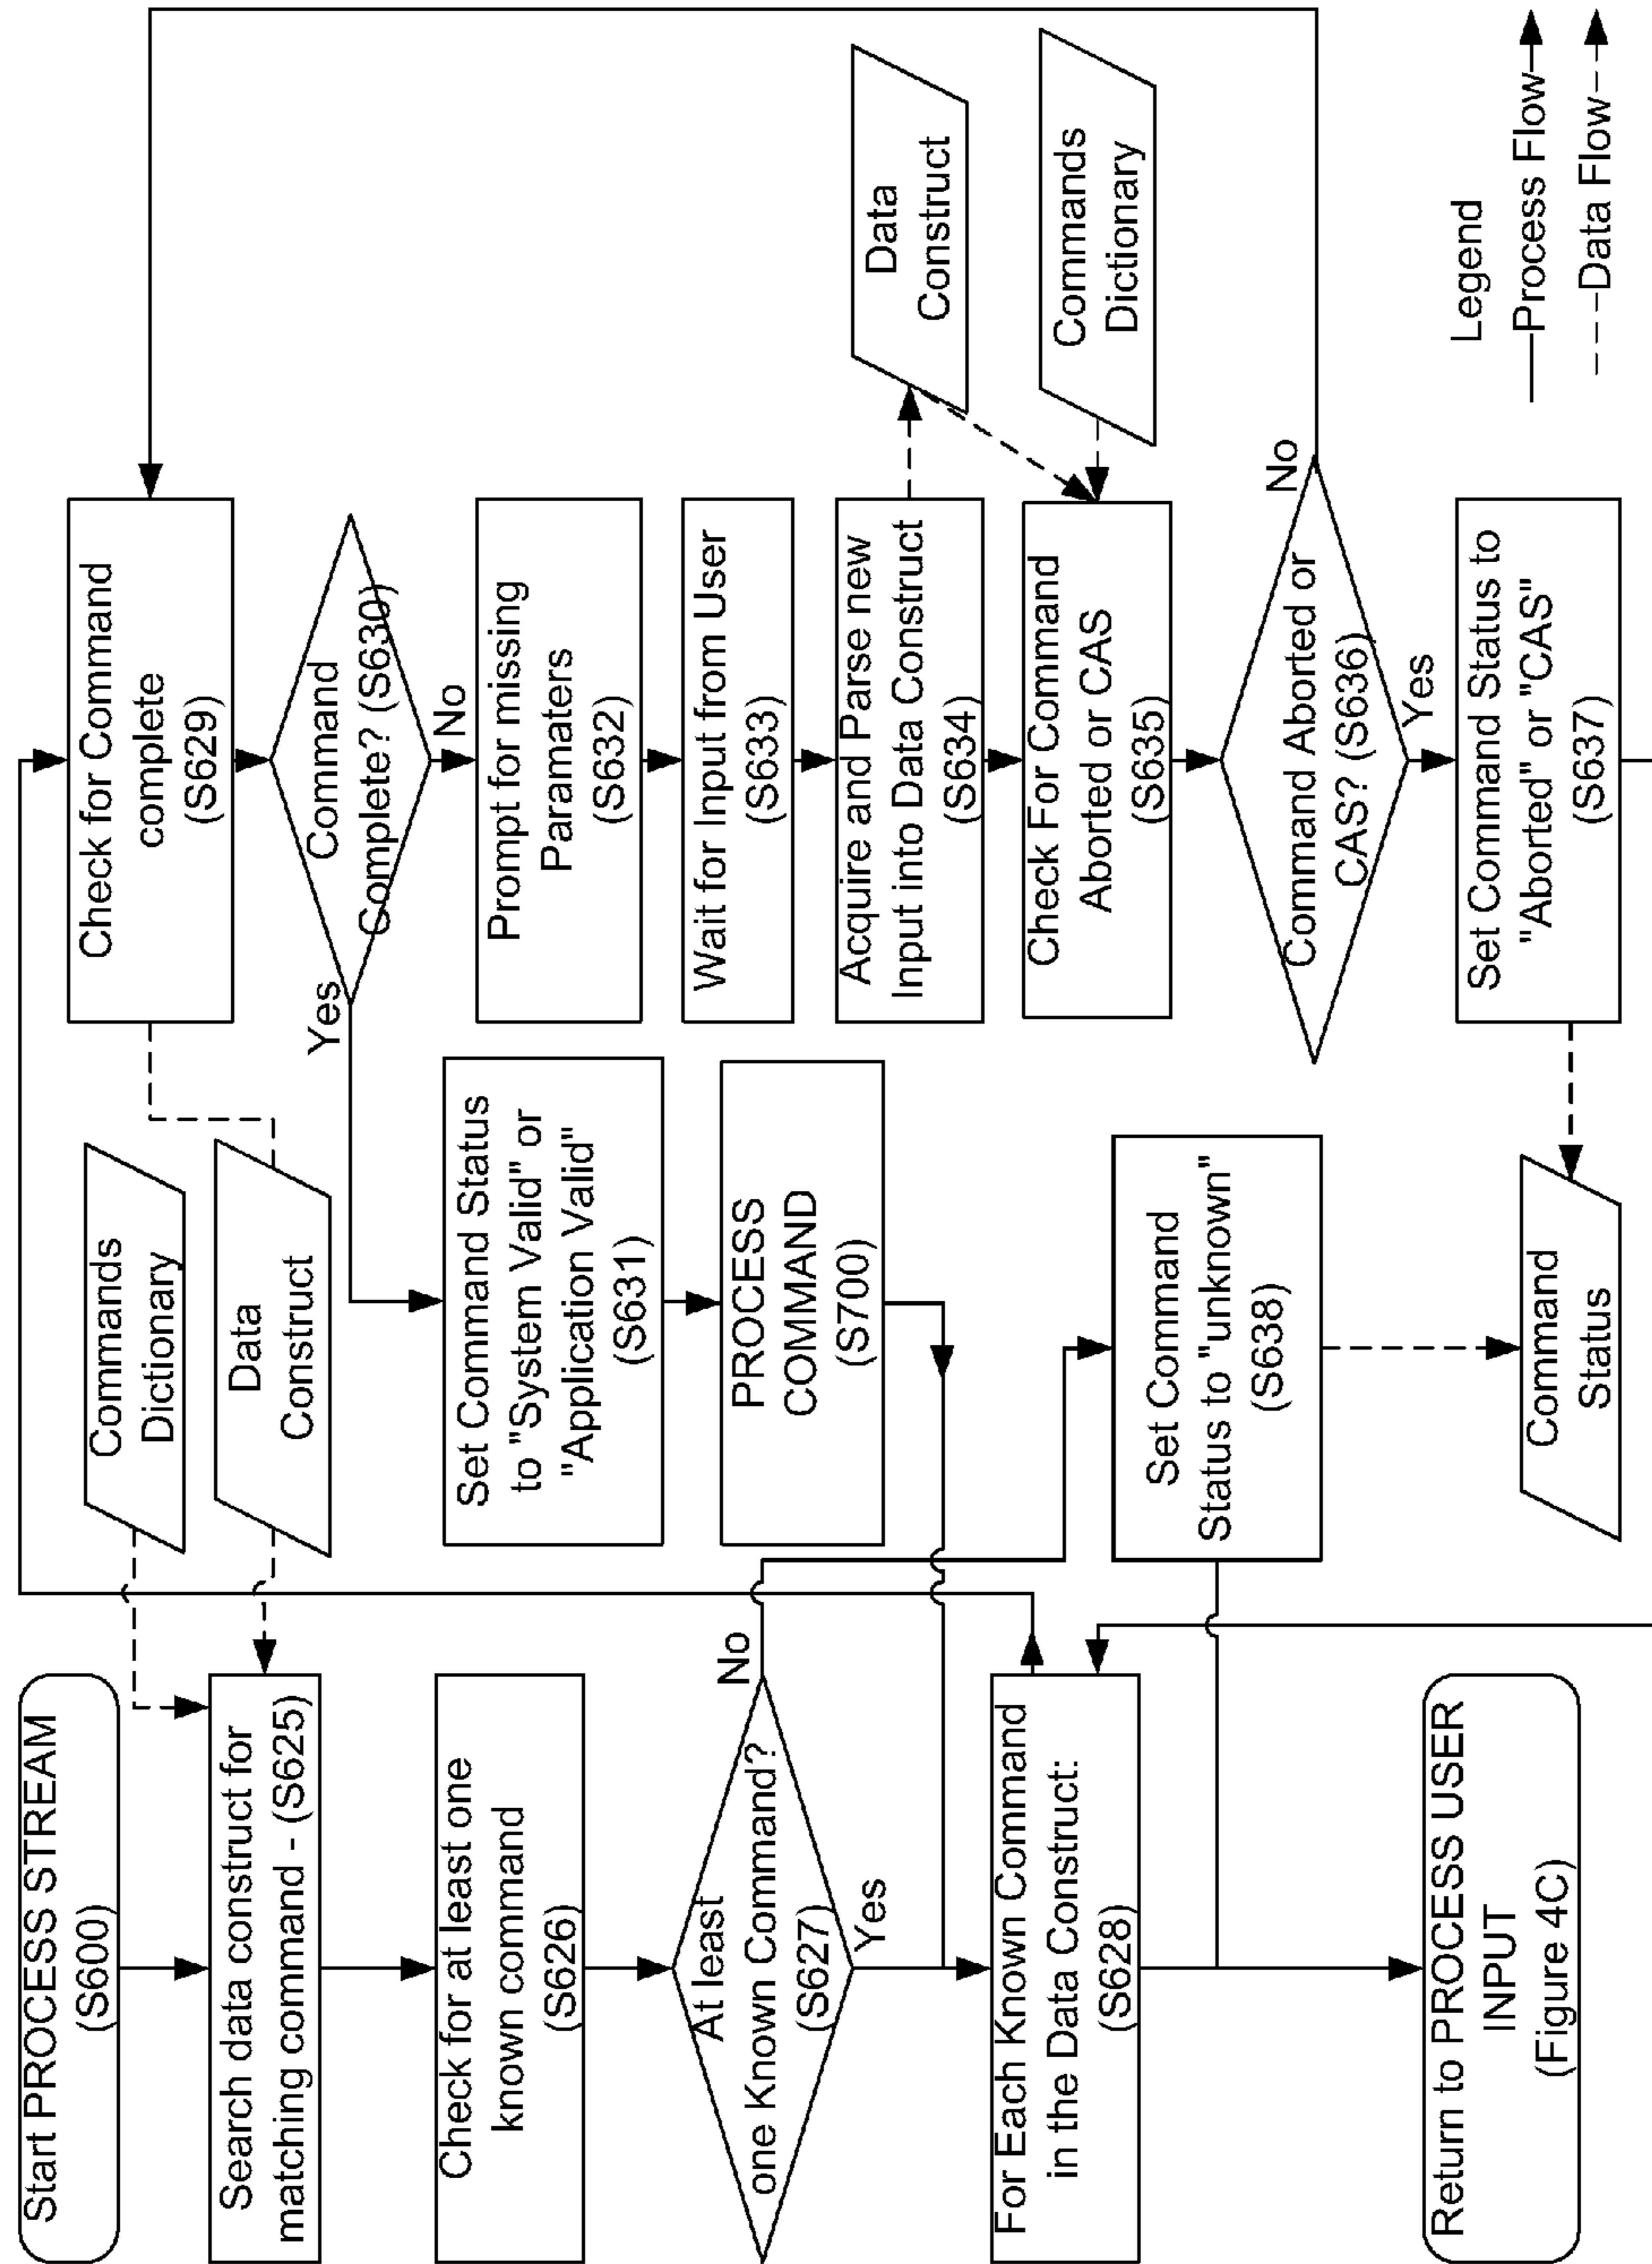 Start PROCESS STREAM
(S600)
Search data construct for
matching command - (S625)
Check for at least one
known command
(S626)
At least
one Known Command?
(S627)
No
Yes
For Each Known Command
in the Data Construct:
(S628)
Return to PROCESS USER
INPUT
(Figure 4C)
Commands
Dictionary
Data
Construct
Set Command Status
to "System Valid" or
"Application Valid"
(S631)
PROCESS
COMMAND
(S700)
Set Command
Status to "unknown"
(S638)
Command
Status
Check for Command
complete
(S629)
Command
Complete? (S630)
Yes
No
Prompt for missing
Paramaters
(S632)
Wait for Input from User
(S633)
Acquire and Parse new
Input into Data Construct
(S634)
Check For Command
Aborted or CAS
(S635)
Command Aborted or
CAS? (S636)
No
Yes
Set Command Status to
"Aborted" or "CAS"
(S637)
Data
Construct
Commands
Dictionary
Legend
Process Flow
Data Flow